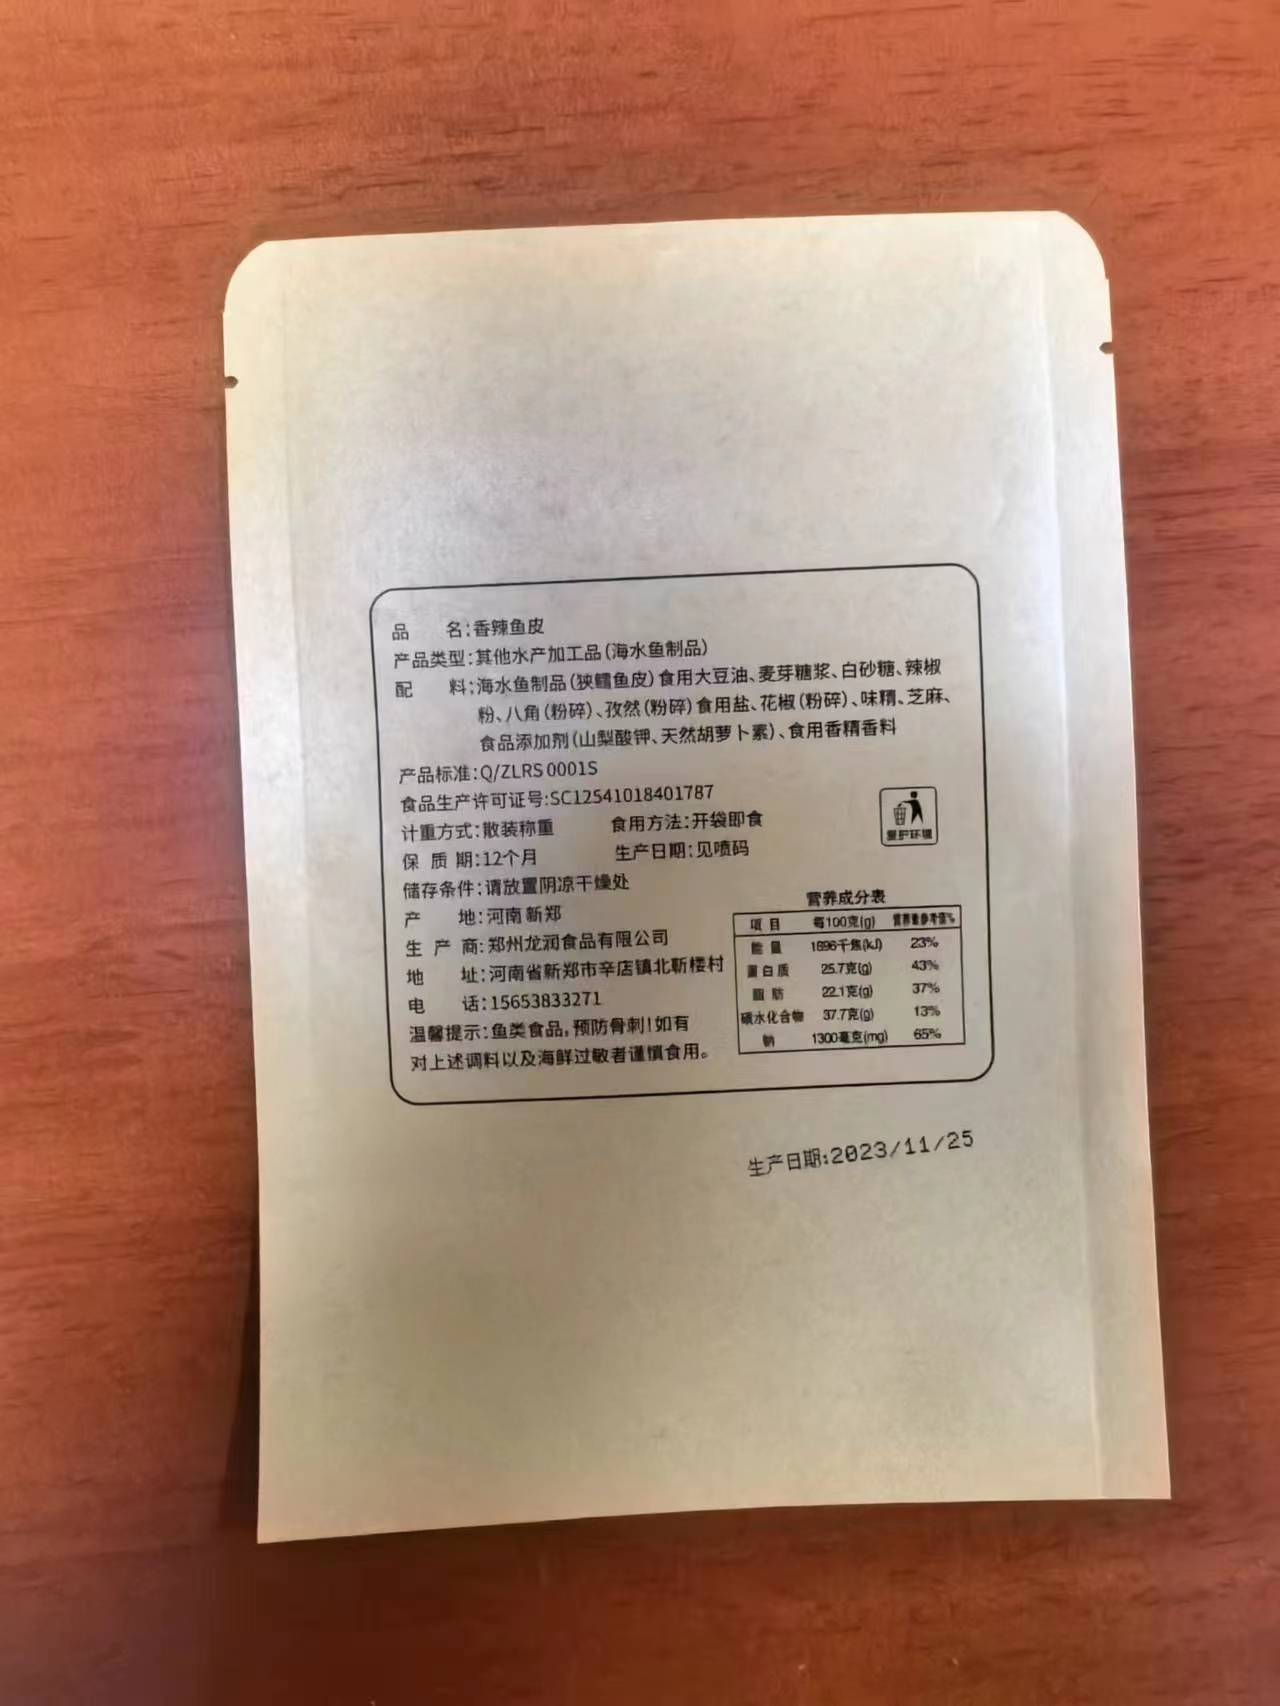 品 名:香辣鱼皮
产品类型:其他水产加工品(海水鱼制品)
配 料:海水鱼制品(狭鳕鱼皮)食用大豆油、麦芽糖浆、白砂糖、辣椒
粉、八角(粉碎)、孜然(粉碎)食用盐、花椒(粉碎)、味精、芝麻、
食品添加剂(山梨酸钾、天然胡萝卜素)、食用香精香料
产品标准:Q/ZLRS 0001S
食品生产许可证号:SC12541018401787
计重方式:散装称重 食用方法:开袋即食
爱护环境
保 质 期:12个月 生产日期:见喷码
储存条件:请放置阴凉干燥处
产 地:河南 新郑
生 产 商:郑州龙润食品有限公司
地 址:河南省新郑市辛店镇北靳楼村
电 话:15653833271
温馨提示:鱼类食品,预防骨刺!如有
对上述调料以及海鲜过敏者谨慎食用。
营养成分表
项 目 每100克(g) 营养素参考值%
能 量 1896千焦(kJ) 23%
蛋白质 25.7克(g) 43%
脂 肪 22.1克(g) 37%
碳水化合物 37.7克(g) 13%
钠 1300毫克(mg) 65%
生产日期:2023/11/25